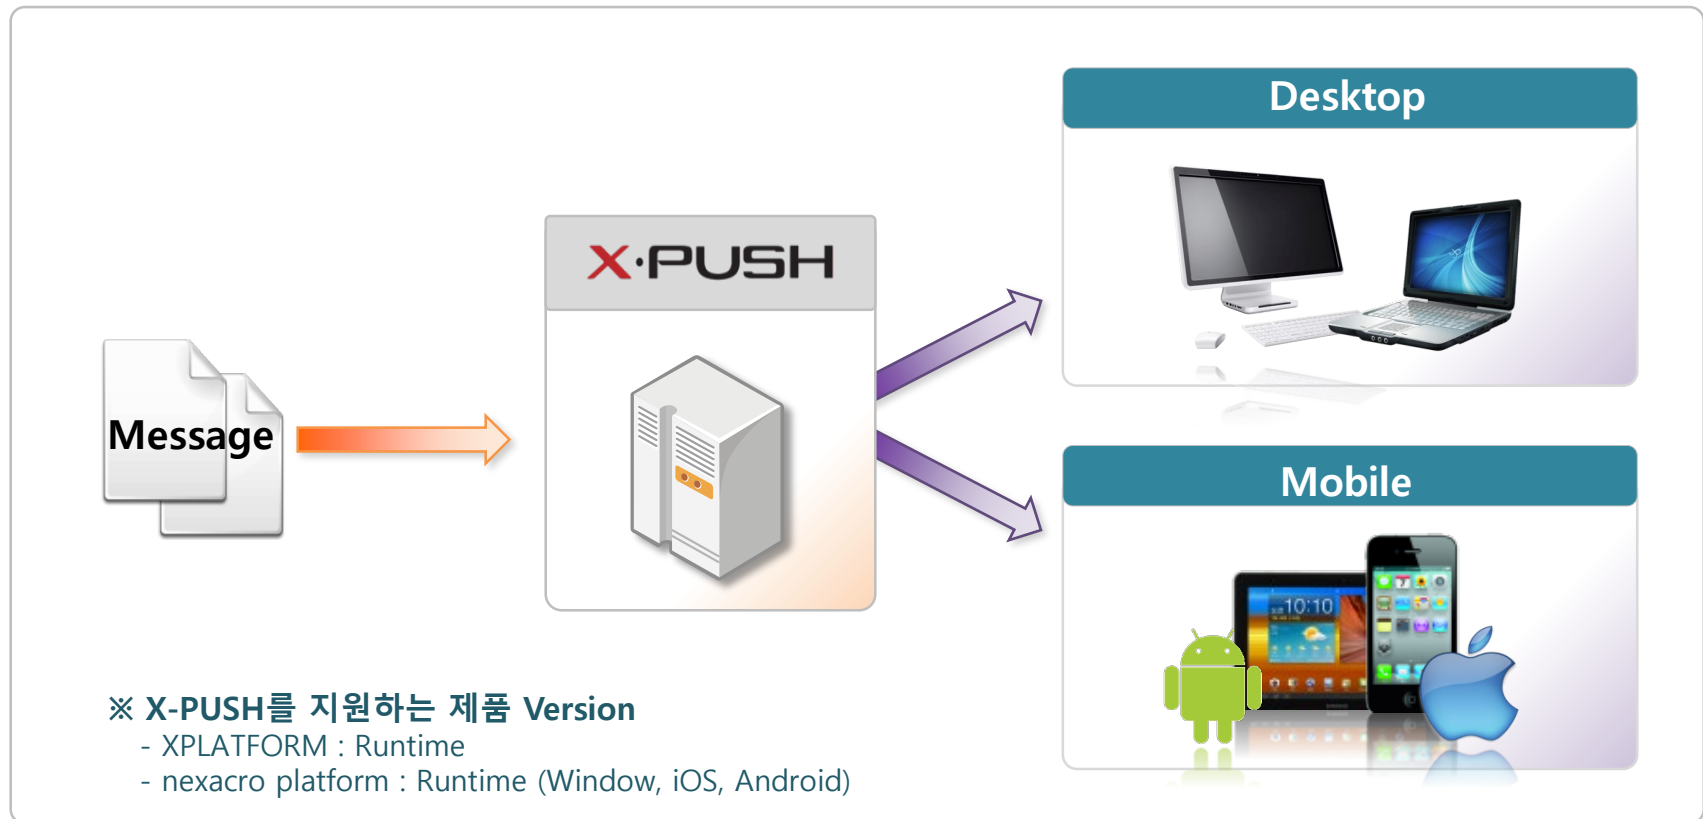 Desktop
X·PUSH
Message
Mobile
10:10
※ X-PUSH를 지원하는 제품 Version
- XPLATFORM : Runtime
- nexacro platform : Runtime (Window, iOS, Android)